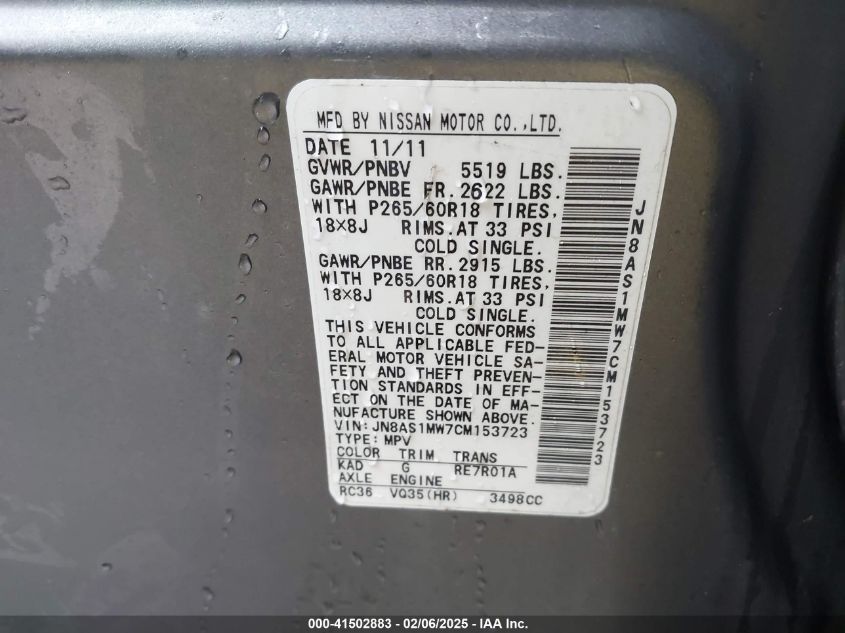 MFD BY NISSAN MOTOR CO.,LTD.
DATE 11/11
GVWR/PNBV 5519 LBS.
GAWR/PNBE FR. 2622 LBS.
WITH P265/60R18 TIRES,
18×8J RIMS.AT 33 PSI
COLD SINGLE.
GAWR/PNBE RR. 2915 LBS.
WITH P265/60R18 TIRES,
18×8J RIMS.AT 33 PSI
COLD SINGLE.
THIS VEHICLE CONFORMS
TO ALL APPLICABLE FED-
ERAL MOTOR VEHICLE SA-
FETY AND THEFT PREVEN-
TION STANDARDS IN EFF-
ECT ON THE DATE OF MA-
NUFACTURE SHOWN ABOVE.
VIN: JN8AS1MW7CM153723
TYPE: MPV
COLOR TRIM TRANS
KAD G RE7R01A
AXLE ENGINE
RC36 VQ35(HR) 3498CC
JN8AS1MW7CM153723
000-41502883 - 02/06/2025 - © IAA, LLC